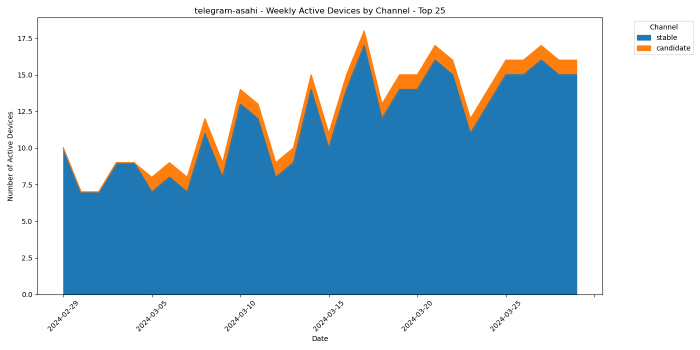 telegram-asahi - Weekly Active Devices by Channel - Top 25
Channel
stable
candidate
Number of Active Devices
17.5
15.0
12.5
10.0
7.5
5.0
2.5
0.0
2024-02-29
2024-03-05
2024-03-10
2024-03-15
2024-03-20
2024-03-25
Date